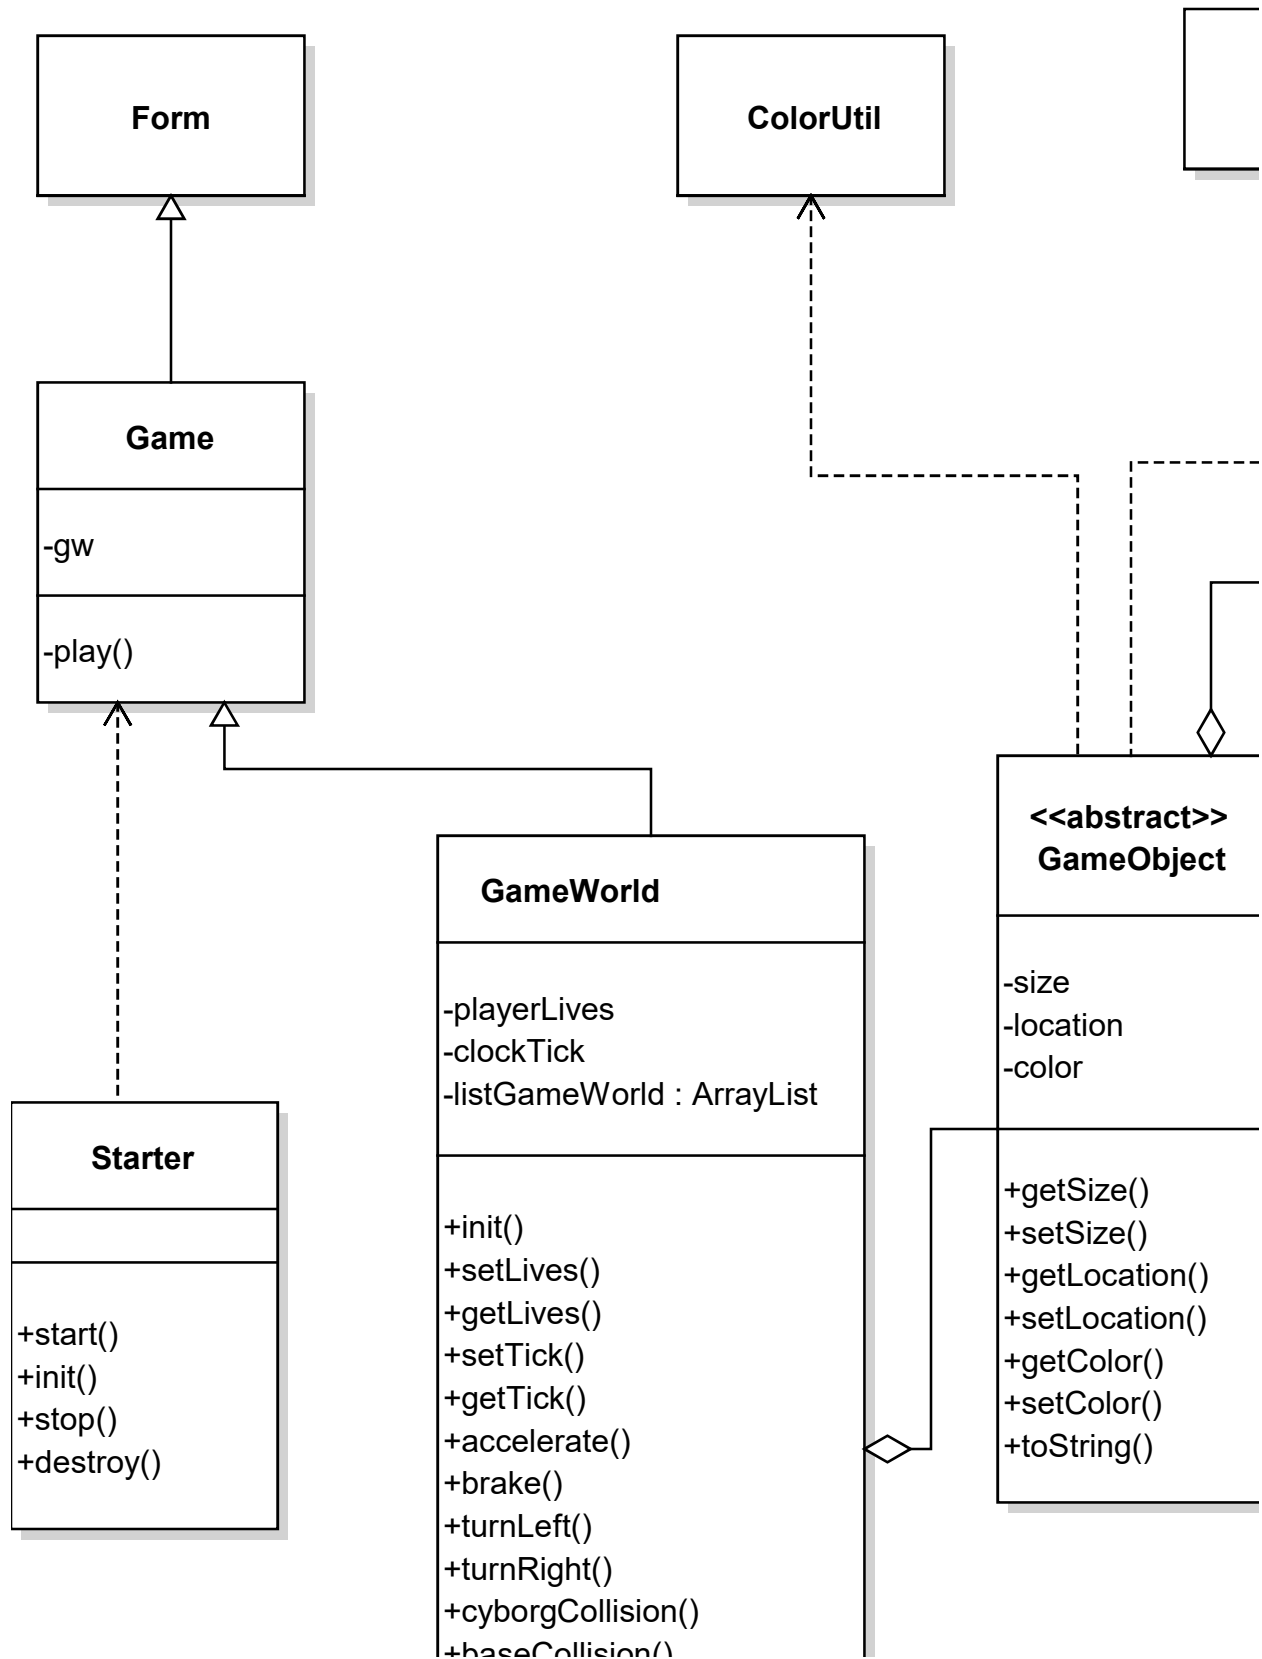 Form
ColorUtil
Game
-gw
-play()
<<abstract>>
GameObject
-size
-location
-color
+getSize()
+setSize()
+getLocation()
+setLocation()
+getColor()
+setColor()
+toString()
GameWorld
-playerLives
-clockTick
-listGameWorld : ArrayList
+init()
+setLives()
+getLives()
+setTick()
+getTick()
+accelerate()
+brake()
+turnLeft()
+turnRight()
+cyborgCollision()
+baseCollision()
Starter
+start()
+init()
+stop()
+destroy()